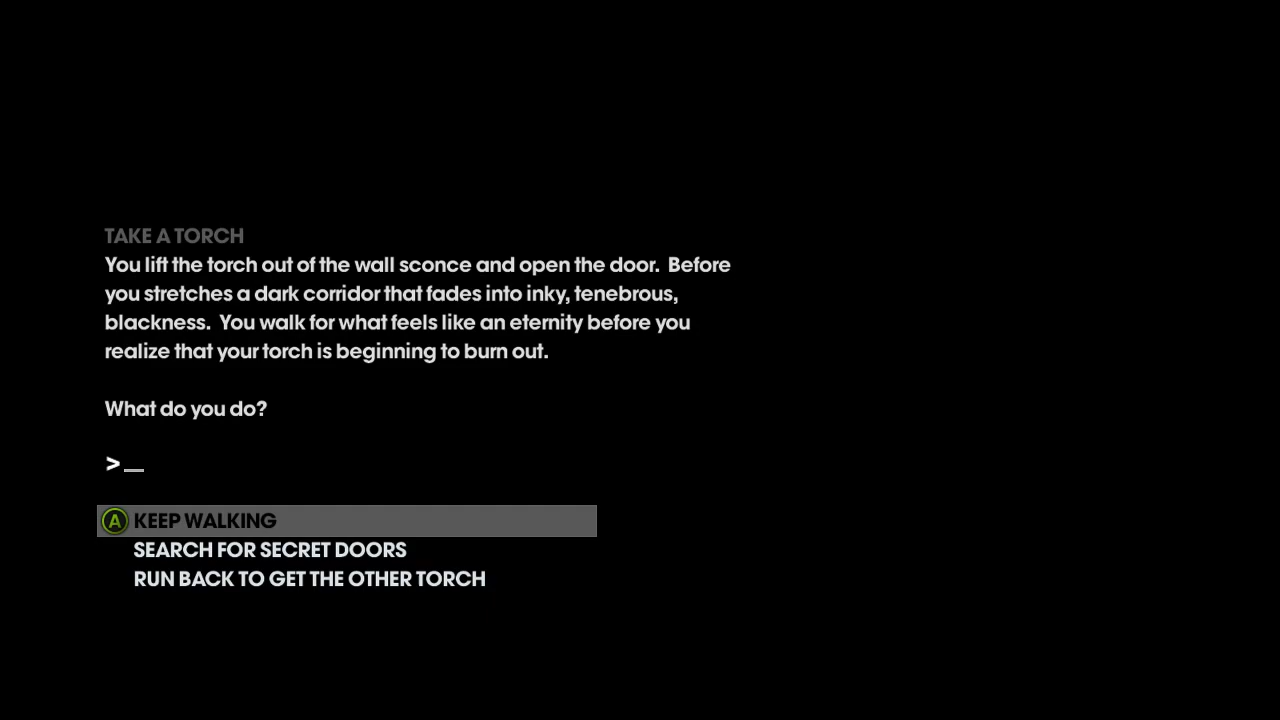 TAKE A TORCH
You lift the torch out of the wall sconce and open the door.  Before
you stretches a dark corridor that fades into inky, tenebrous,
blackness.  You walk for what feels like an eternity before you
realize that your torch is beginning to burn out.
What do you do?
>_
A KEEP WALKING
SEARCH FOR SECRET DOORS
RUN BACK TO GET THE OTHER TORCH